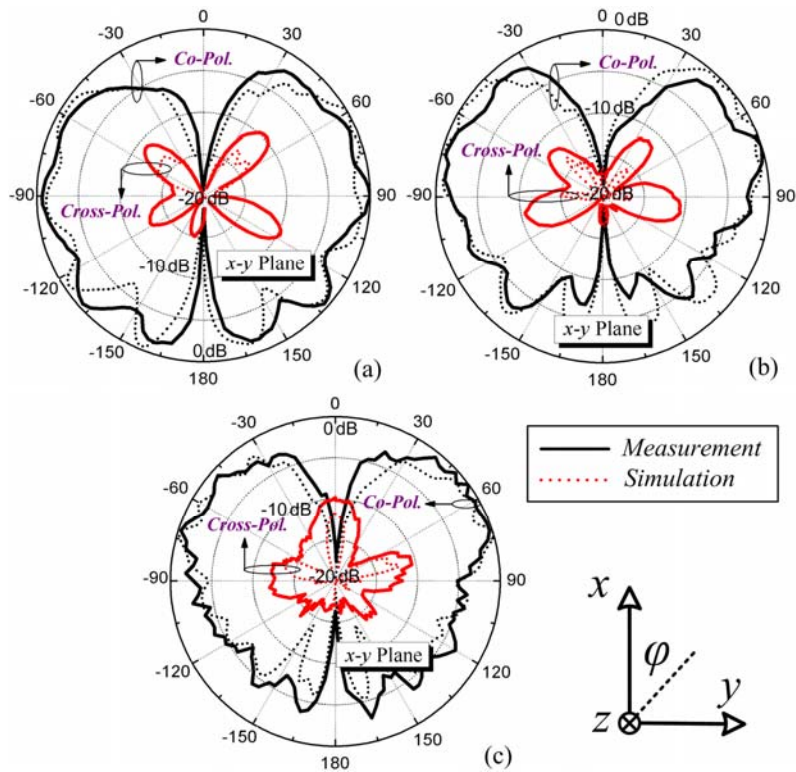 0
-30
30
Co-Pol.
-60
60
-90
-20 dB
90
Cross-Pol.
-10 dB
x-y Plane
-120
120
-150
0 dB
150
180
(a)
0
0 dB
-30
30
Co-Pol.
-60
60
-10 dB
Cross-Pol.
-90
-20 dB
90
-120
120
x-y Plane
-150
150
180
(b)
0
0 dB
-30
30
-60
60
-10 dB
Co-Pol.
Cross-Pol.
-90
-20 dB
90
x-y Plane
-120
120
-150
150
180
(c)
Measurement
Simulation
x
φ
z
y